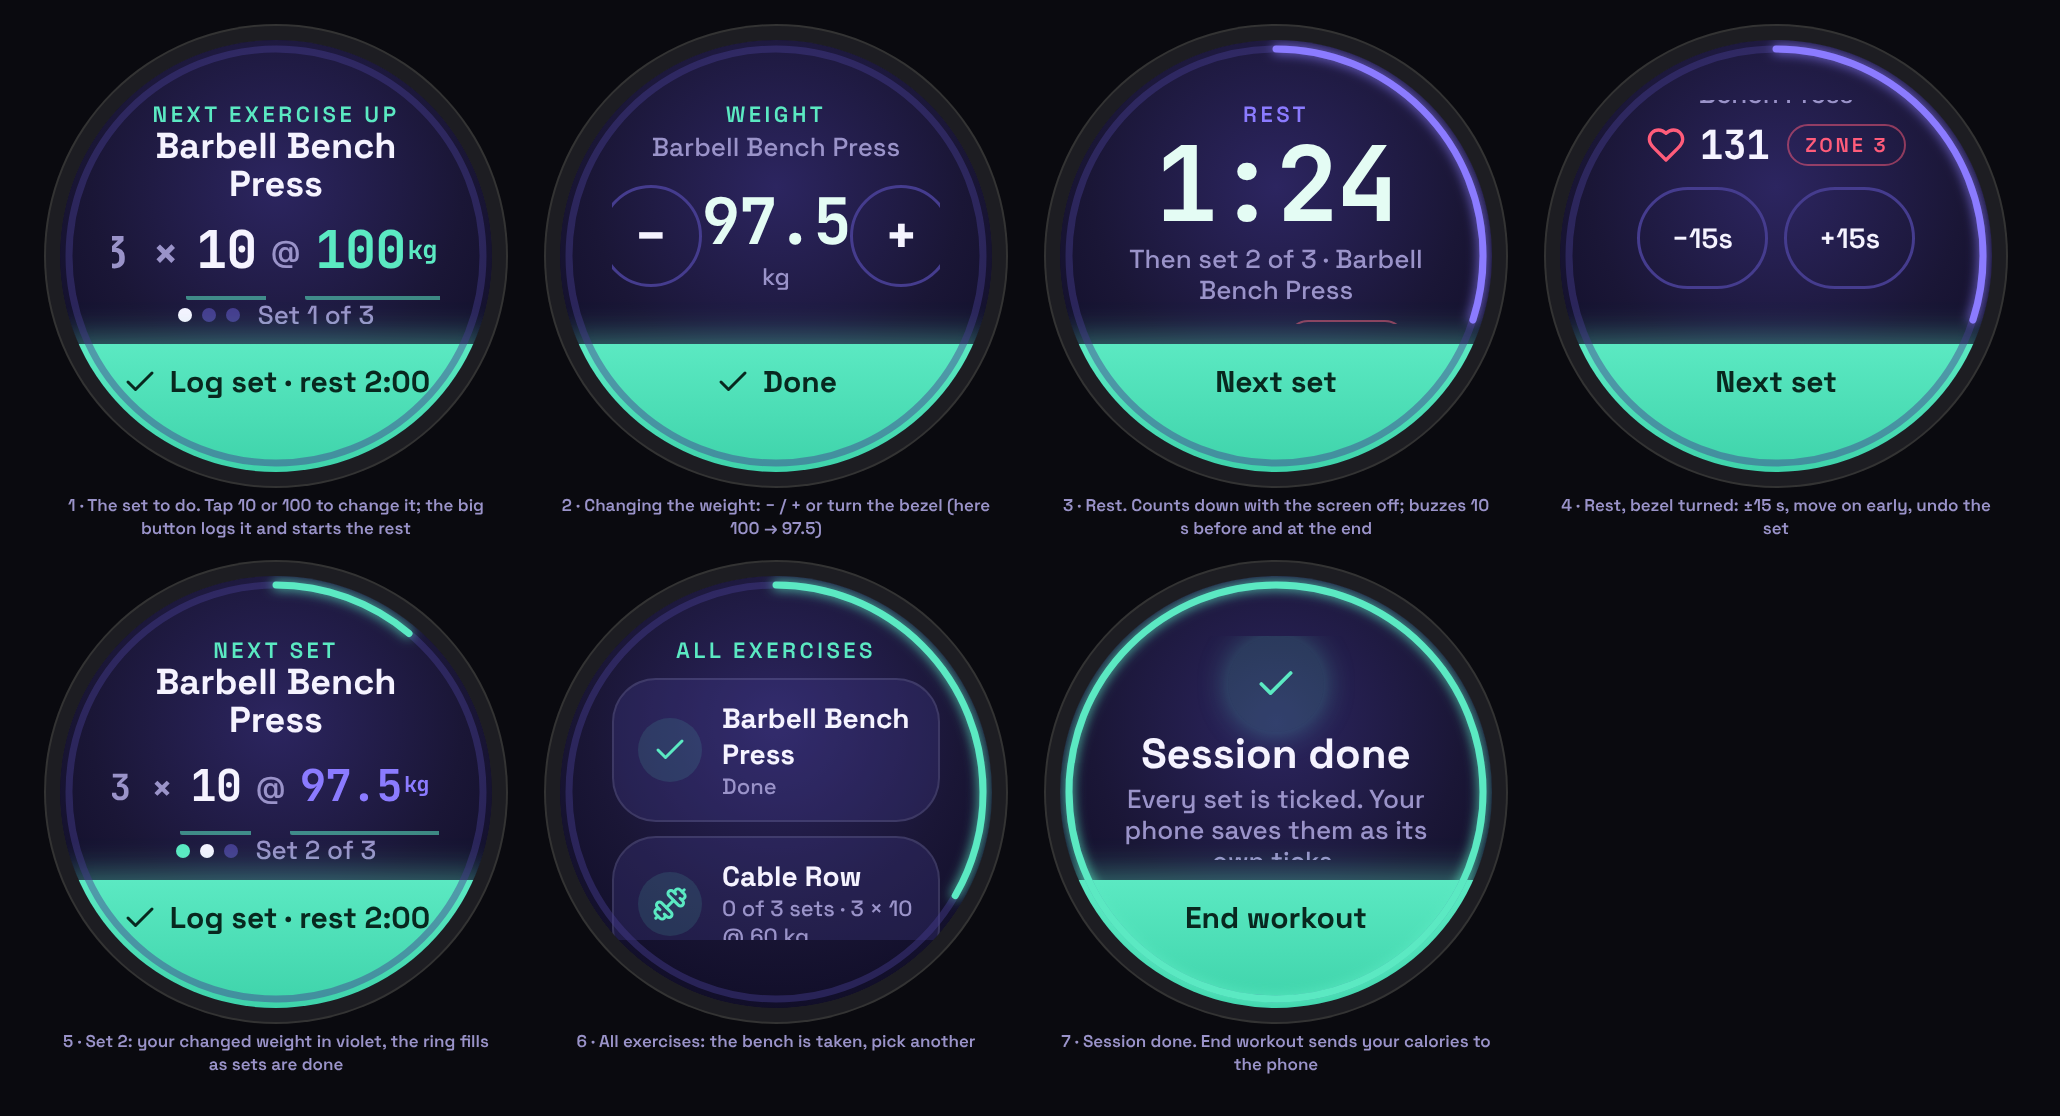 NEXT EXERCISE UP
Barbell Bench
Press
3 × 10 @ 100kg
Set 1 of 3
Log set · rest 2:00
1 · The set to do. Tap 10 or 100 to change it; the big
button logs it and starts the rest
WEIGHT
Barbell Bench Press
− 97.5 +
kg
Done
2 · Changing the weight: − / + or turn the bezel (here
100 → 97.5)
REST
1:24
Then set 2 of 3 · Barbell
Bench Press
Next set
3 · Rest. Counts down with the screen off; buzzes 10
s before and at the end
Bench Press
131 ZONE 3
−15s +15s
Next set
4 · Rest, bezel turned: ±15 s, move on early, undo the
set
NEXT SET
Barbell Bench
Press
3 × 10 @ 97.5kg
Set 2 of 3
Log set · rest 2:00
5 · Set 2: your changed weight in violet, the ring fills
as sets are done
ALL EXERCISES
Barbell Bench
Press
Done
Cable Row
0 of 3 sets · 3 × 10
@ 60 kg
6 · All exercises: the bench is taken, pick another
Session done
Every set is ticked. Your
phone saves them as its
own ticks
End workout
7 · Session done. End workout sends your calories to
the phone